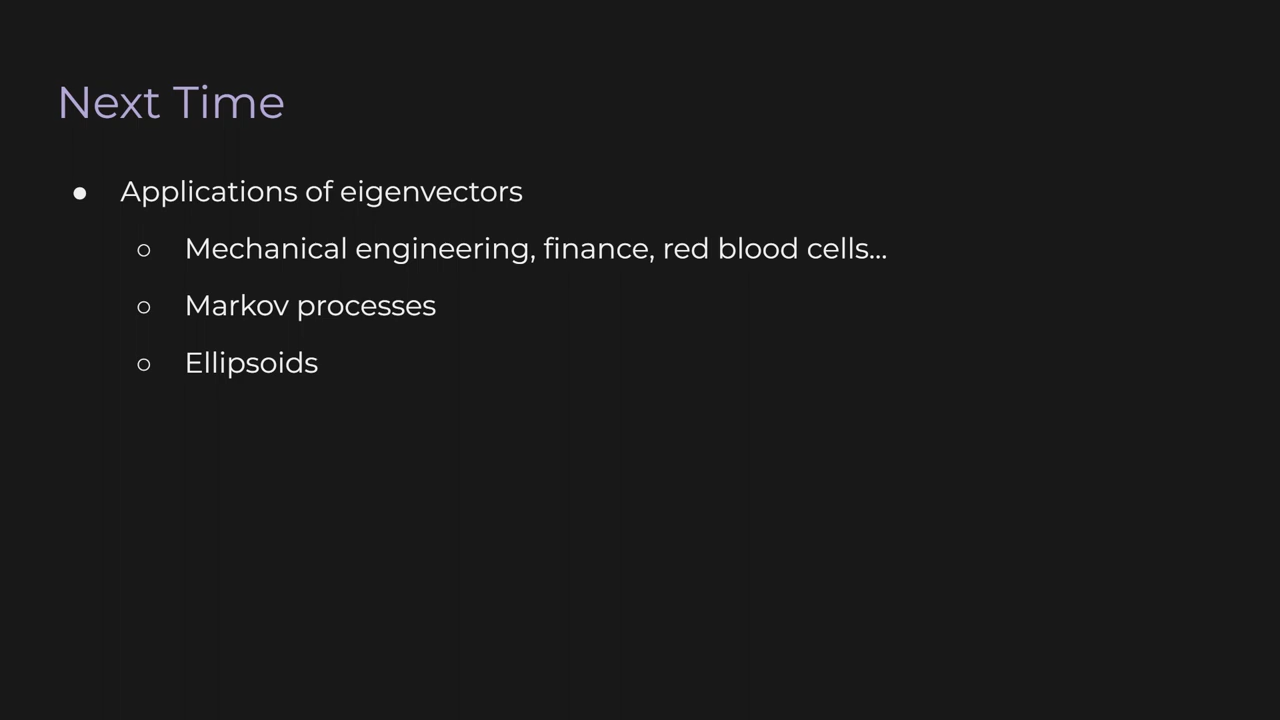 Next Time
● Applications of eigenvectors
○ Mechanical engineering, finance, red blood cells...
○ Markov processes
○ Ellipsoids